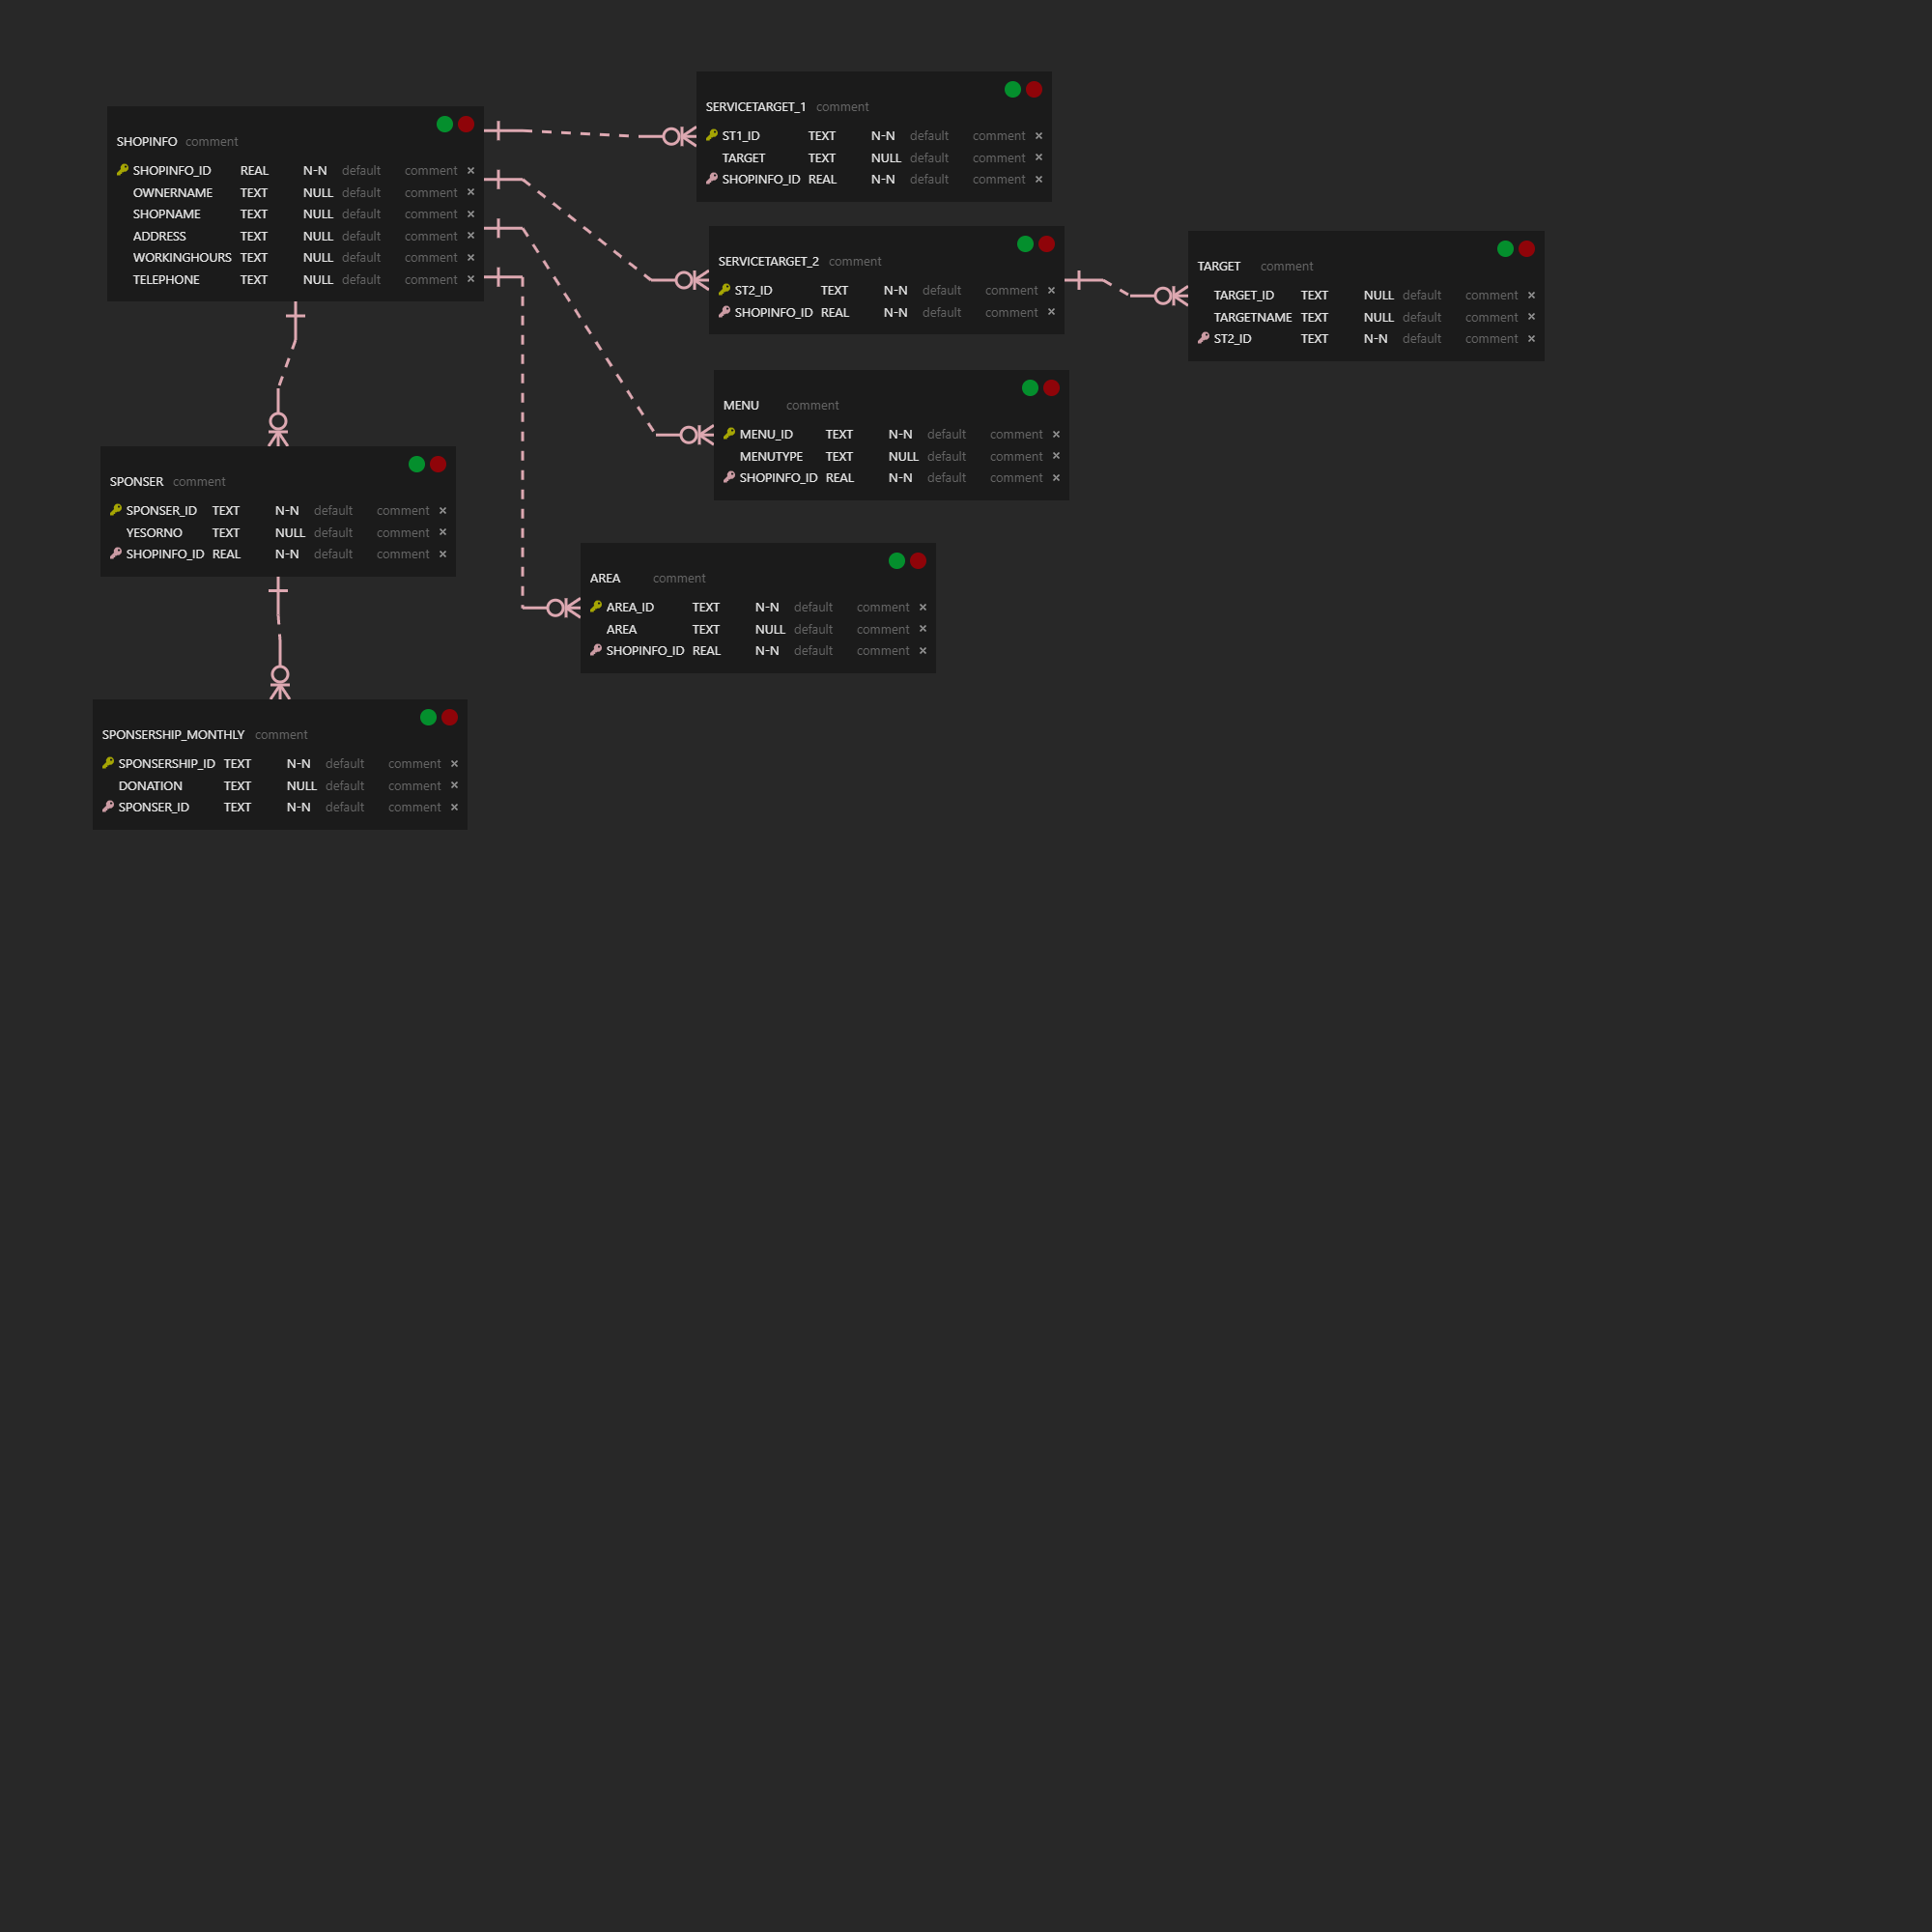 SHOPINFO comment
SHOPINFO_ID REAL N-N default comment ×
OWNERNAME TEXT NULL default comment ×
SHOPNAME TEXT NULL default comment ×
ADDRESS TEXT NULL default comment ×
WORKINGHOURS TEXT NULL default comment ×
TELEPHONE TEXT NULL default comment ×
SERVICETARGET_1 comment
ST1_ID TEXT N-N default comment ×
TARGET TEXT NULL default comment ×
SHOPINFO_ID REAL N-N default comment ×
SERVICETARGET_2 comment
ST2_ID TEXT N-N default comment ×
SHOPINFO_ID REAL N-N default comment ×
TARGET comment
TARGET_ID TEXT NULL default comment ×
TARGETNAME TEXT NULL default comment ×
ST2_ID TEXT N-N default comment ×
MENU comment
MENU_ID TEXT N-N default comment ×
MENUTYPE TEXT NULL default comment ×
SHOPINFO_ID REAL N-N default comment ×
SPONSER comment
SPONSER_ID TEXT N-N default comment ×
YESORNO TEXT NULL default comment ×
SHOPINFO_ID REAL N-N default comment ×
AREA comment
AREA_ID TEXT N-N default comment ×
AREA TEXT NULL default comment ×
SHOPINFO_ID REAL N-N default comment ×
SPONSERSHIP_MONTHLY comment
SPONSERSHIP_ID TEXT N-N default comment ×
DONATION TEXT NULL default comment ×
SPONSER_ID TEXT N-N default comment ×